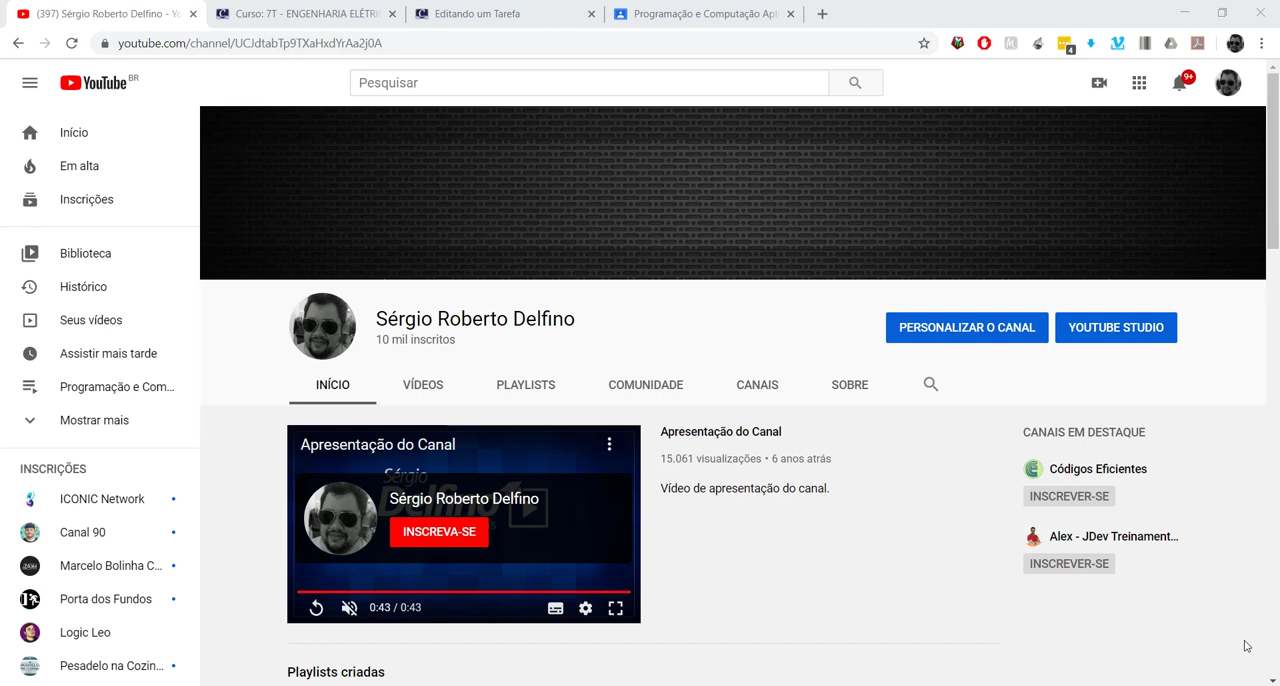 (397) Sérgio Roberto Delfino - Yo
Curso: 7T - ENGENHARIA ELÉTRI
Editando um Tarefa
Programação e Computação Apl
youtube.com/channel/UCJdtabTp9TXaHxdYrAa2j0A
4
YouTube BR
Pesquisar
9+
Início
Em alta
Inscrições
Biblioteca
Histórico
Seus vídeos
Assistir mais tarde
Programação e Com...
Mostrar mais
INSCRIÇÕES
ICONIC Network
Canal 90
Marcelo Bolinha C...
Porta dos Fundos
Logic Leo
Pesadelo na Cozin...
Sérgio Roberto Delfino
10 mil inscritos
PERSONALIZAR O CANAL
YOUTUBE STUDIO
INÍCIO
VÍDEOS
PLAYLISTS
COMUNIDADE
CANAIS
SOBRE
Apresentação do Canal
Sérgio
Delfino
Sérgio Roberto Delfino
INSCREVA-SE
0:43 / 0:43
Apresentação do Canal
15.061 visualizações • 6 anos atrás
Vídeo de apresentação do canal.
CANAIS EM DESTAQUE
Códigos Eficientes
INSCREVER-SE
Alex - JDev Treinament...
INSCREVER-SE
Playlists criadas